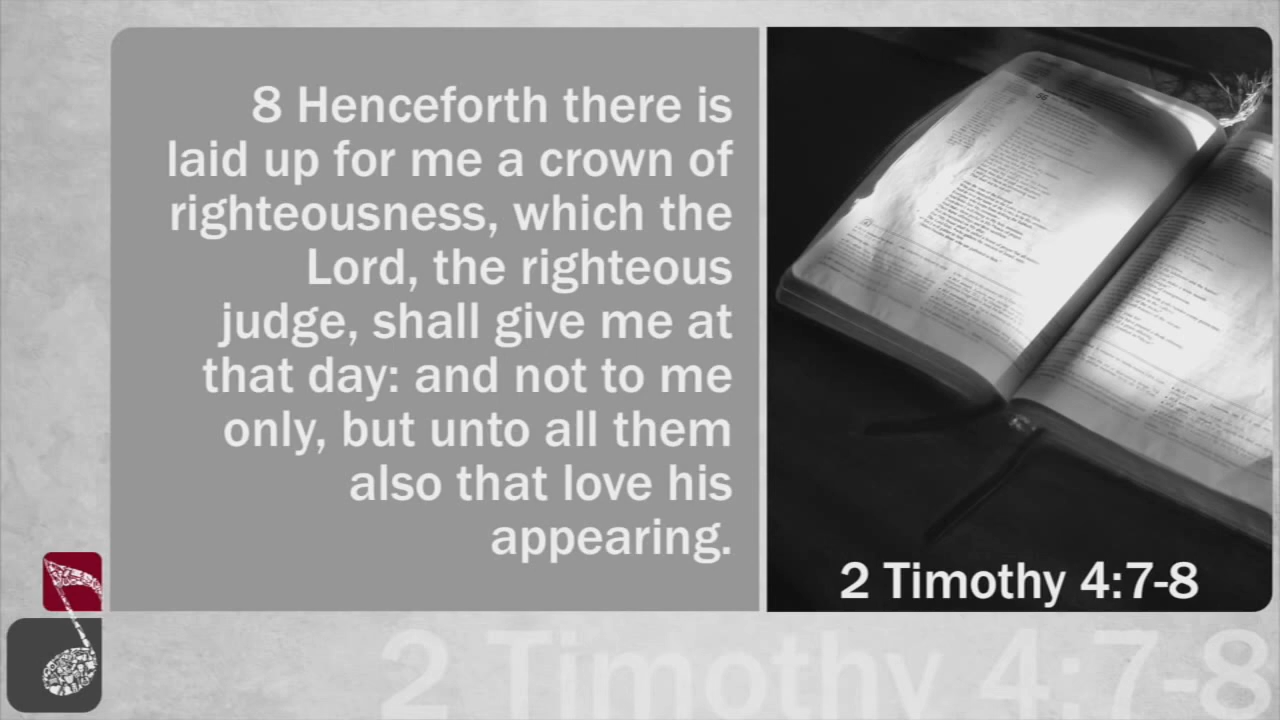 8 Henceforth there is
laid up for me a crown of
righteousness, which the
Lord, the righteous
judge, shall give me at
that day: and not to me
only, but unto all them
also that love his
appearing.
2 Timothy 4:7-8
2 Timothy 4:7-8